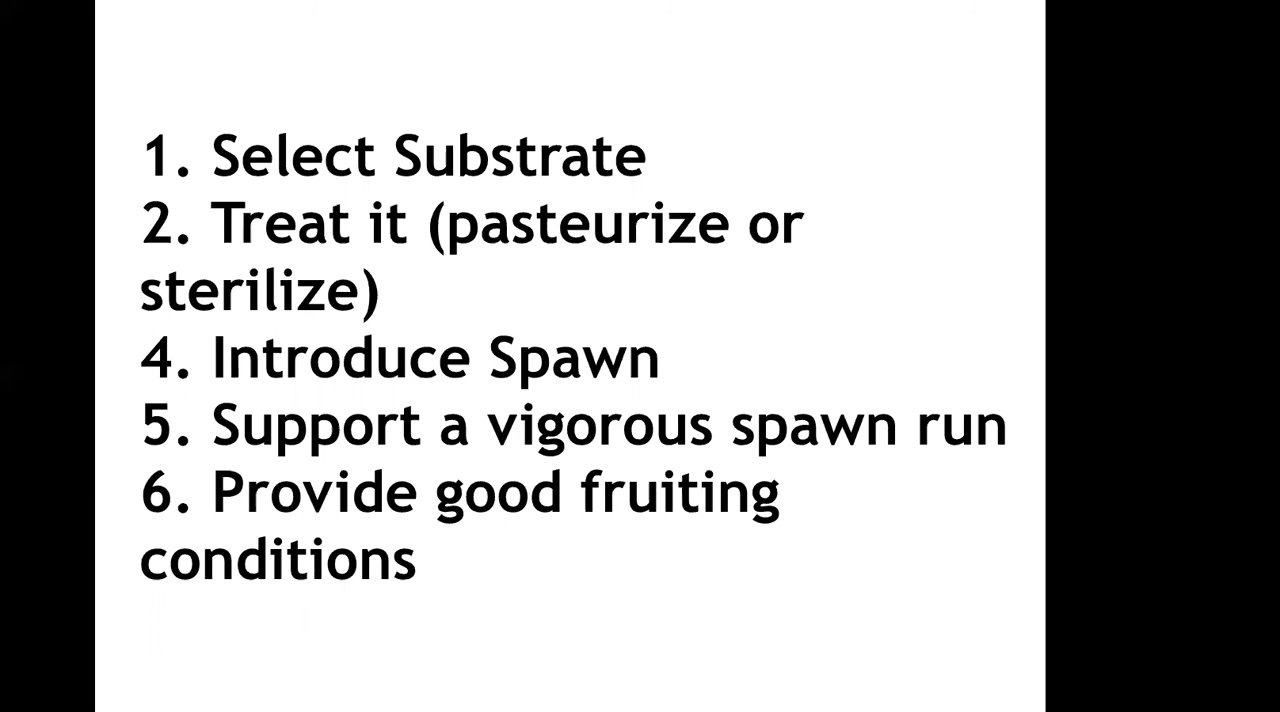 1. Select Substrate
2. Treat it (pasteurize or
sterilize)
4. Introduce Spawn
5. Support a vigorous spawn run
6. Provide good fruiting
conditions